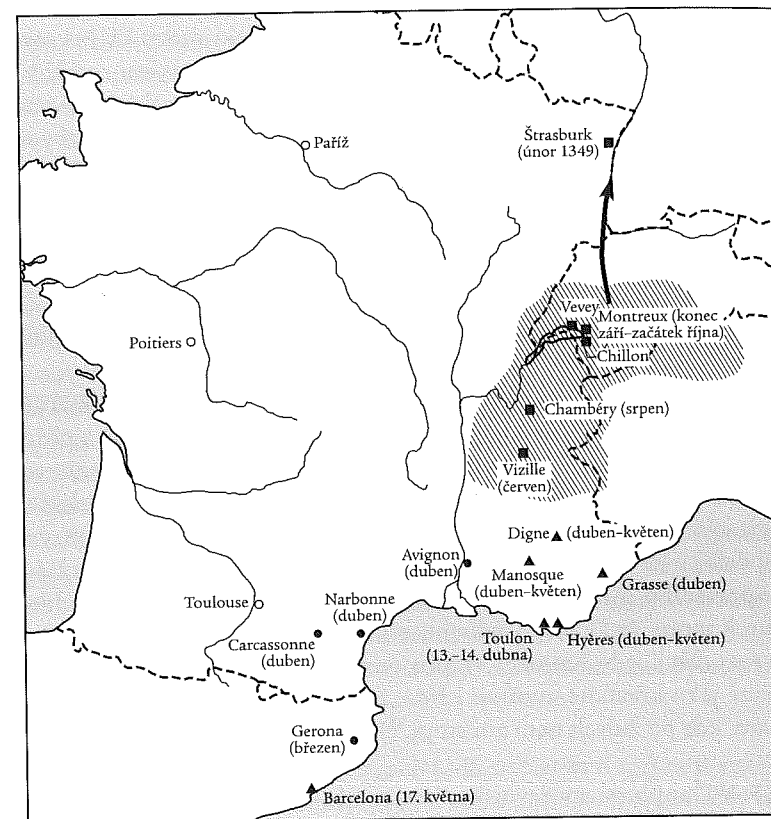 Paříž
Štrasburk
(únor 1349)
Poitiers
Vevey
Montreux (konec
září–začátek října)
Chillon
Chambéry (srpen)
Vizille
(červen)
Digne (duben–květen)
Avignon
(duben)
Manosque
(duben–květen)
Grasse (duben)
Toulouse
Narbonne
(duben)
Carcassonne
(duben)
Toulon
(13.–14. dubna)
Hyères (duben–květen)
Gerona
(březen)
Barcelona (17. května)